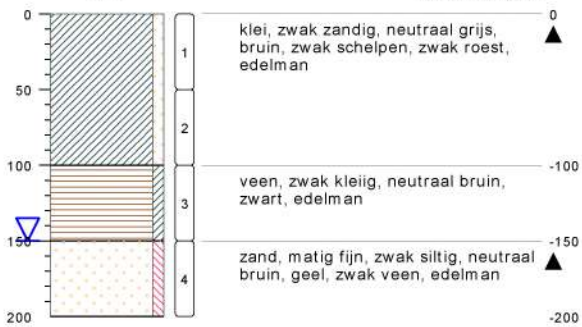 0
50
100
150
200
1
2
3
4
klei, zwak zandig, neutraal grijs,
bruin, zwak schelpen, zwak roest,
edelman
veen, zwak kleiig, neutraal bruin,
zwart, edelman
zand, matig fijn, zwak siltig, neutraal
bruin, geel, zwak veen, edelman
0
-100
-150
-200